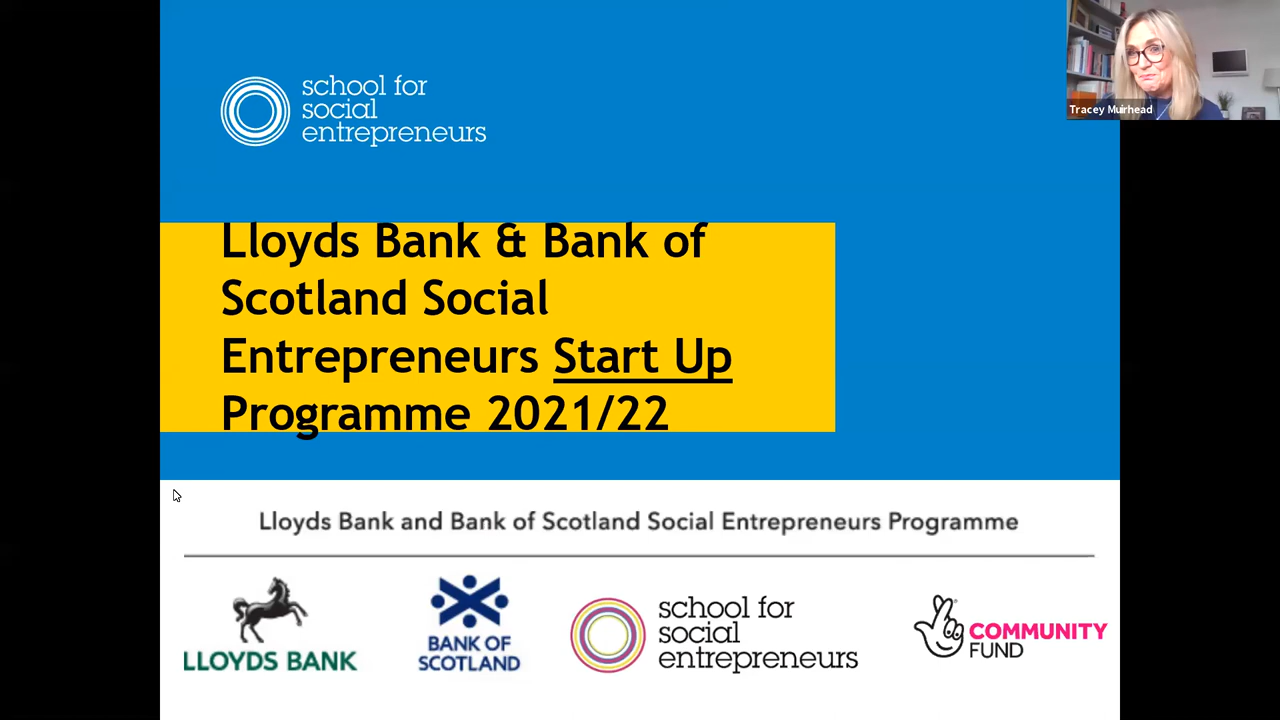 school for
social
entrepreneurs
Tracey Muirhead
Lloyds Bank & Bank of
Scotland Social
Entrepreneurs Start Up
Programme 2021/22
Lloyds Bank and Bank of Scotland Social Entrepreneurs Programme
LLOYDS BANK
BANK OF
SCOTLAND
school for
social
entrepreneurs
COMMUNITY
FUND